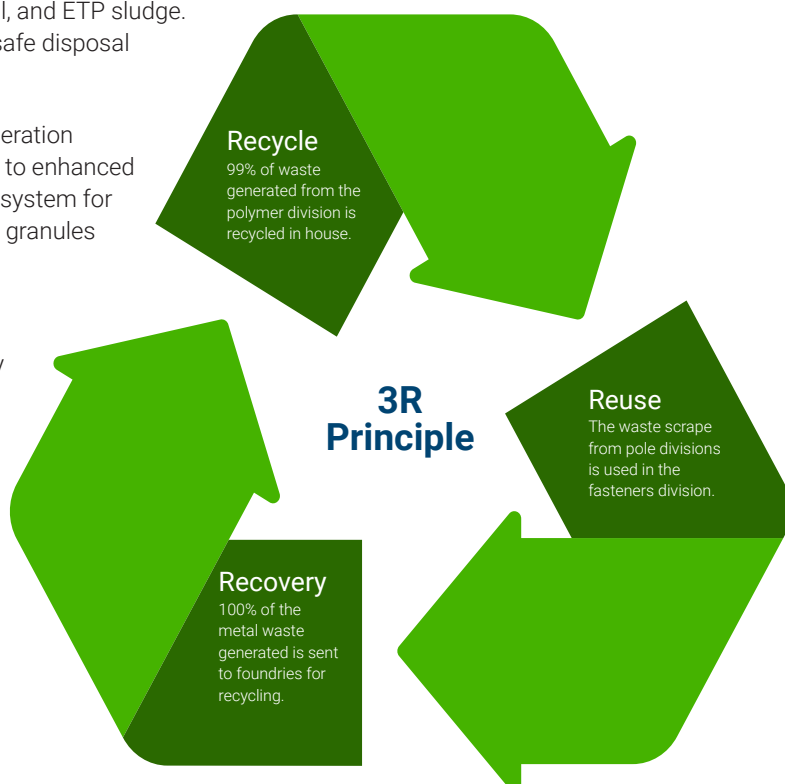 l, and ETP sludge.
safe disposal
eration
to enhanced
system for
granules
Recycle
99% of waste
generated from the
polymer division is
recycled in house.
3R
Principle
Reuse
The waste scrape
from pole divisions
is used in the
fasteners division.
Recovery
100% of the
metal waste
generated is sent
to foundries for
recycling.